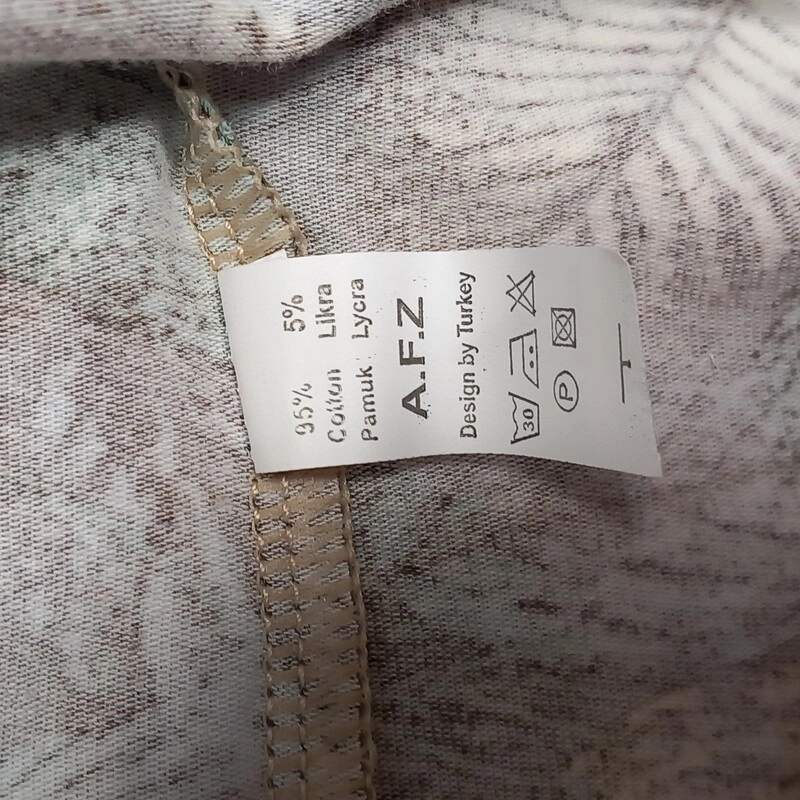 95% 5%
Cotton Likra
Pamuk Lycra
A.F.Z
Design by Turkey
30
P